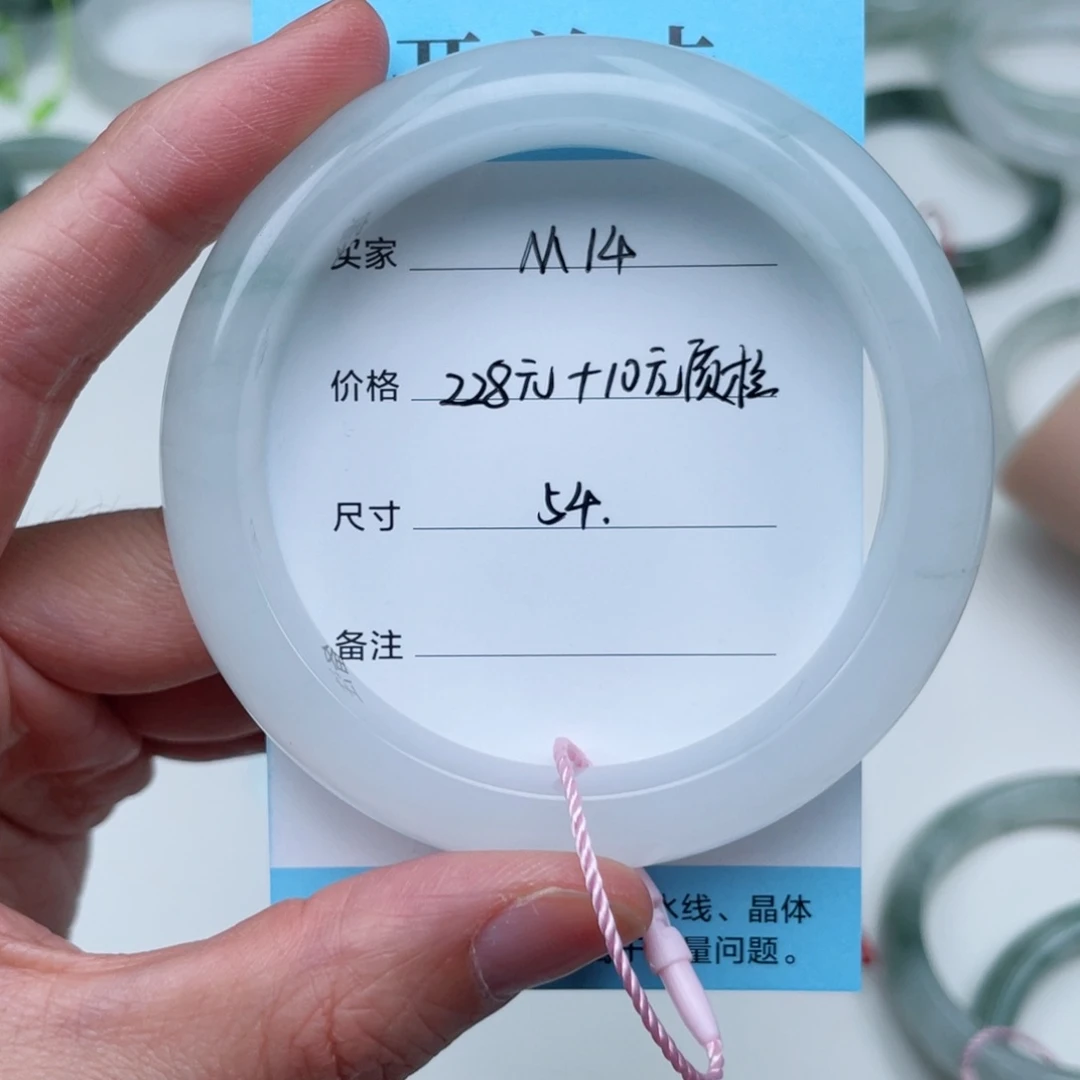 买家 M14
价格 228元+10元质检
尺寸 54.
备注
水线、晶体
量问题。